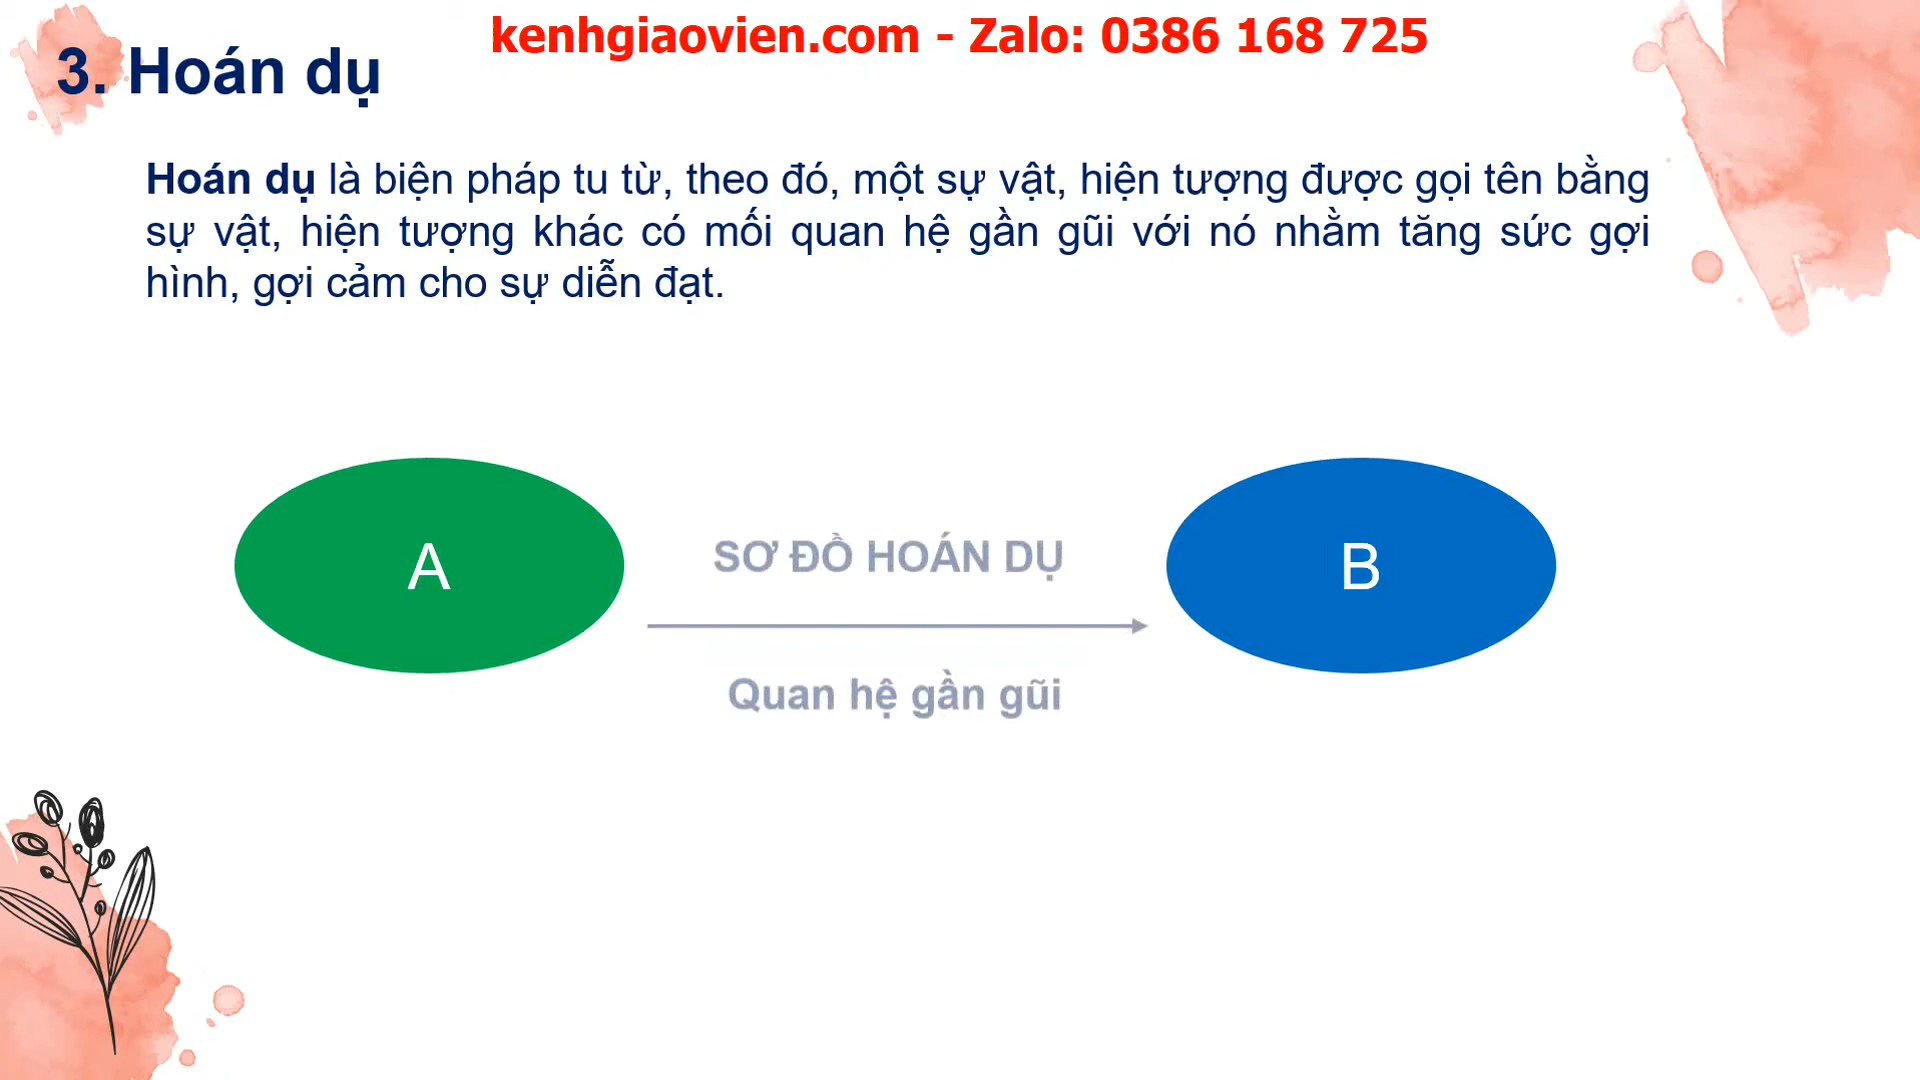 kenhgiaovien.com - Zalo: 0386 168 725
3. Hoán dụ
Hoán dụ là biện pháp tu từ, theo đó, một sự vật, hiện tượng được gọi tên bằng
sự vật, hiện tượng khác có mối quan hệ gần gũi với nó nhằm tăng sức gợi
hình, gợi cảm cho sự diễn đạt.
A
SƠ ĐỒ HOÁN DỤ
B
Quan hệ gần gũi